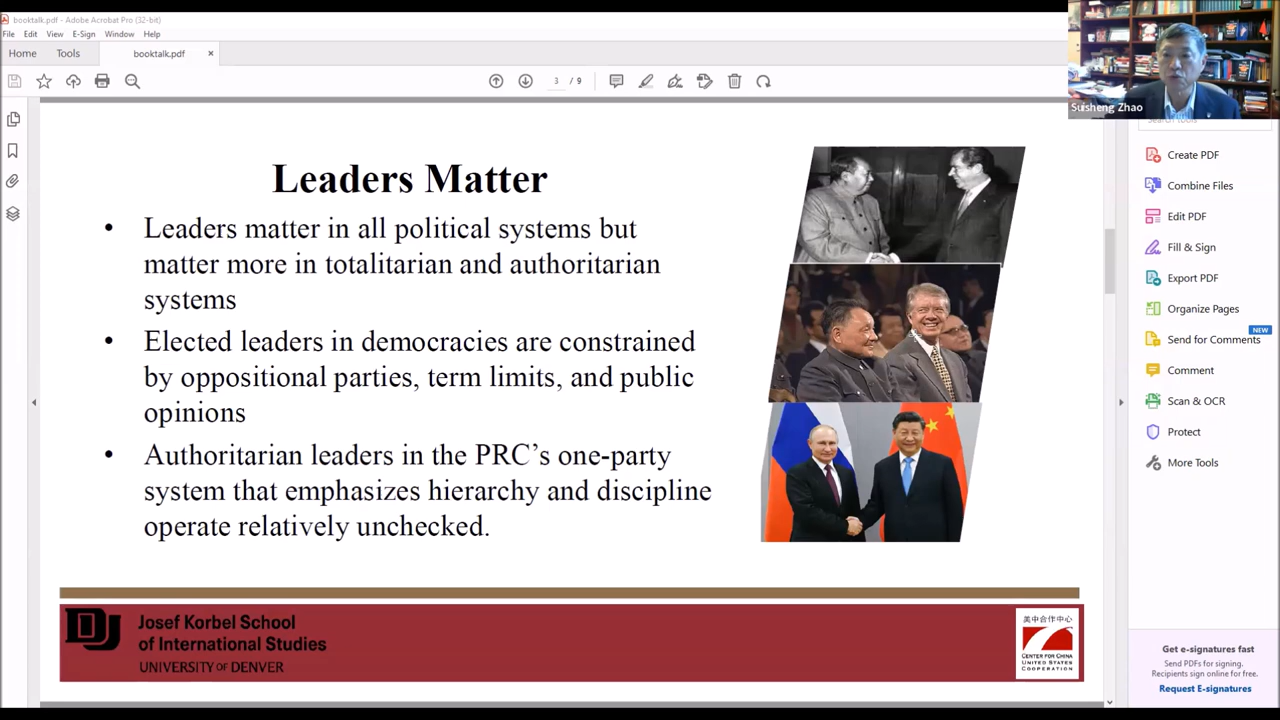 booktalk.pdf - Adobe Acrobat Pro (32-bit)
File Edit View E-Sign Window Help
Home Tools booktalk.pdf ×
3 / 9
Suisheng Zhao
Search tools
Leaders Matter
• Leaders matter in all political systems but
matter more in totalitarian and authoritarian
systems
• Elected leaders in democracies are constrained
by oppositional parties, term limits, and public
opinions
• Authoritarian leaders in the PRC’s one-party
system that emphasizes hierarchy and discipline
operate relatively unchecked.
DU
Josef Korbel School
of International Studies
UNIVERSITY OF DENVER
美中合作中心
CENTER FOR CHINA
UNITED STATES
COOPERATION
Create PDF
Combine Files
Edit PDF
Fill & Sign
Export PDF
Organize Pages
NEW
Send for Comments
Comment
Scan & OCR
Protect
More Tools
Get e-signatures fast
Send PDFs for signing.
Recipients sign online for free.
Request E-signatures